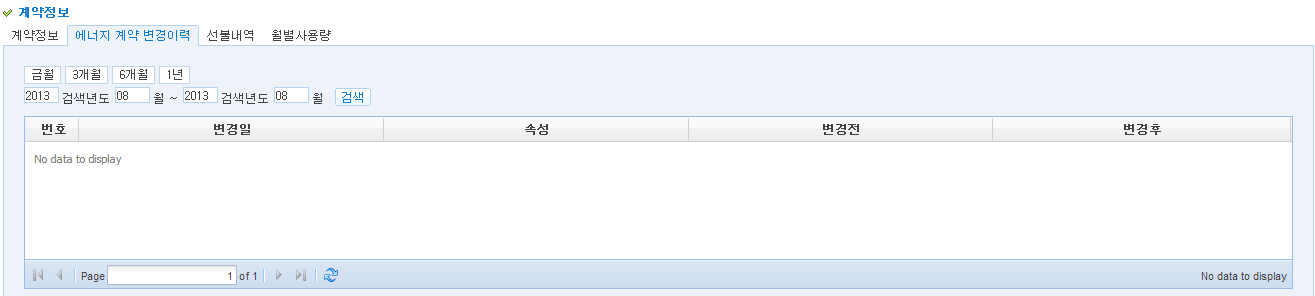 계약정보
계약정보 에너지 계약 변경이력 선불내역 월별사용량
금월 3개월 6개월 1년
2013 검색년도 08 월 ~ 2013 검색년도 08 월 검색
번호 변경일 속성 변경전 변경후
No data to display
Page 1 of 1 No data to display